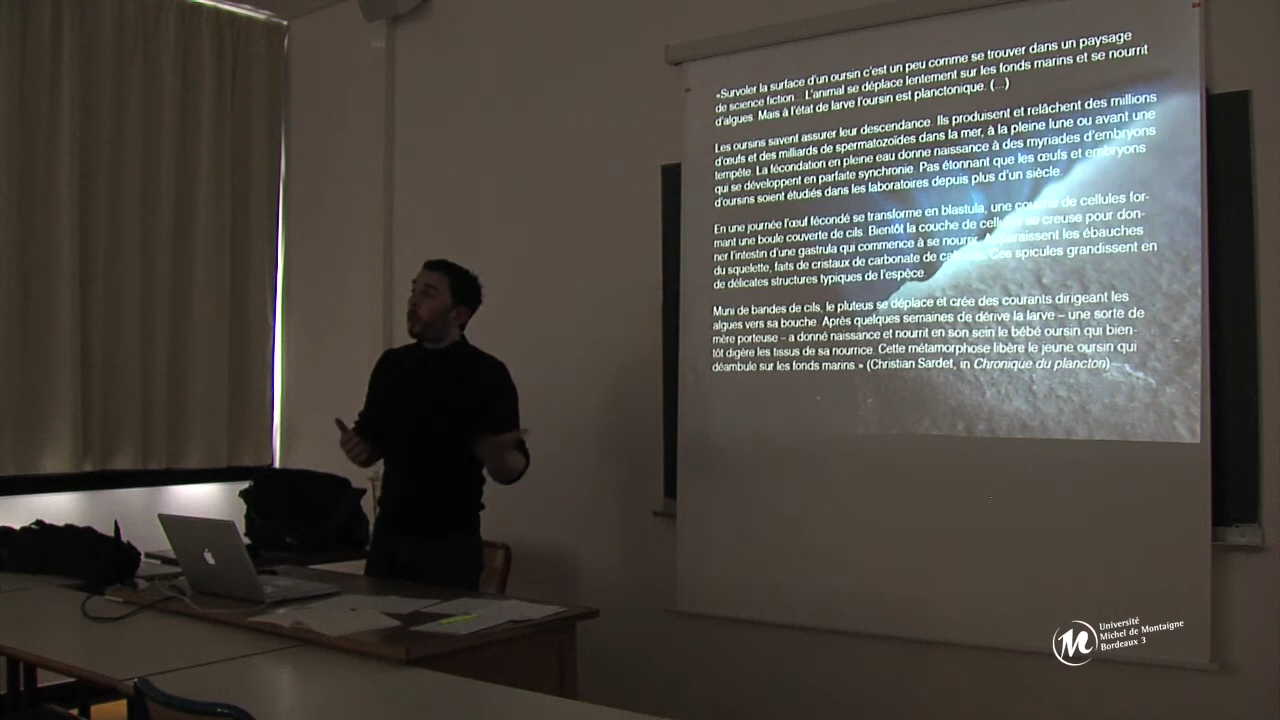 «Survoler la surface d'un oursin c'est un peu comme se trouver dans un paysage
de science fiction... L'animal se déplace lentement sur les fonds marins et se nourrit
d'algues. Mais à l'état de larve l'oursin est planctonique. (...)
Les oursins savent assurer leur descendance. Ils produisent et relâchent des millions
d'œufs et des milliards de spermatozoïdes dans la mer, à la pleine lune ou avant une
tempête. La fécondation en pleine eau donne naissance à des myriades d'embryons
qui se développent en parfaite synchronie. Pas étonnant que les œufs et embryons
d'oursins soient étudiés dans les laboratoires depuis plus d'un siècle.
En une journée l'œuf fécondé se transforme en blastula, une couche de cellules for-
mant une boule couverte de cils. Bientôt la couche de cellules se creuse pour don-
ner l'intestin d'une gastrula qui commence à se nourrir. Apparaissent les ébauches
du squelette, faits de cristaux de carbonate de calcium. Ces spicules grandissent en
de délicates structures typiques de l'espèce.
Muni de bandes de cils, le pluteus se déplace et crée des courants dirigeant les
algues vers sa bouche. Après quelques semaines de dérive la larve – une sorte de
mère porteuse – a donné naissance et nourrit en son sein le bébé oursin qui bien-
tôt digère les tissus de sa nourrice. Cette métamorphose libère le jeune oursin qui
déambule sur les fonds marins.» (Christian Sardet, in Chronique du plancton)
Université
Michel de Montaigne
Bordeaux 3